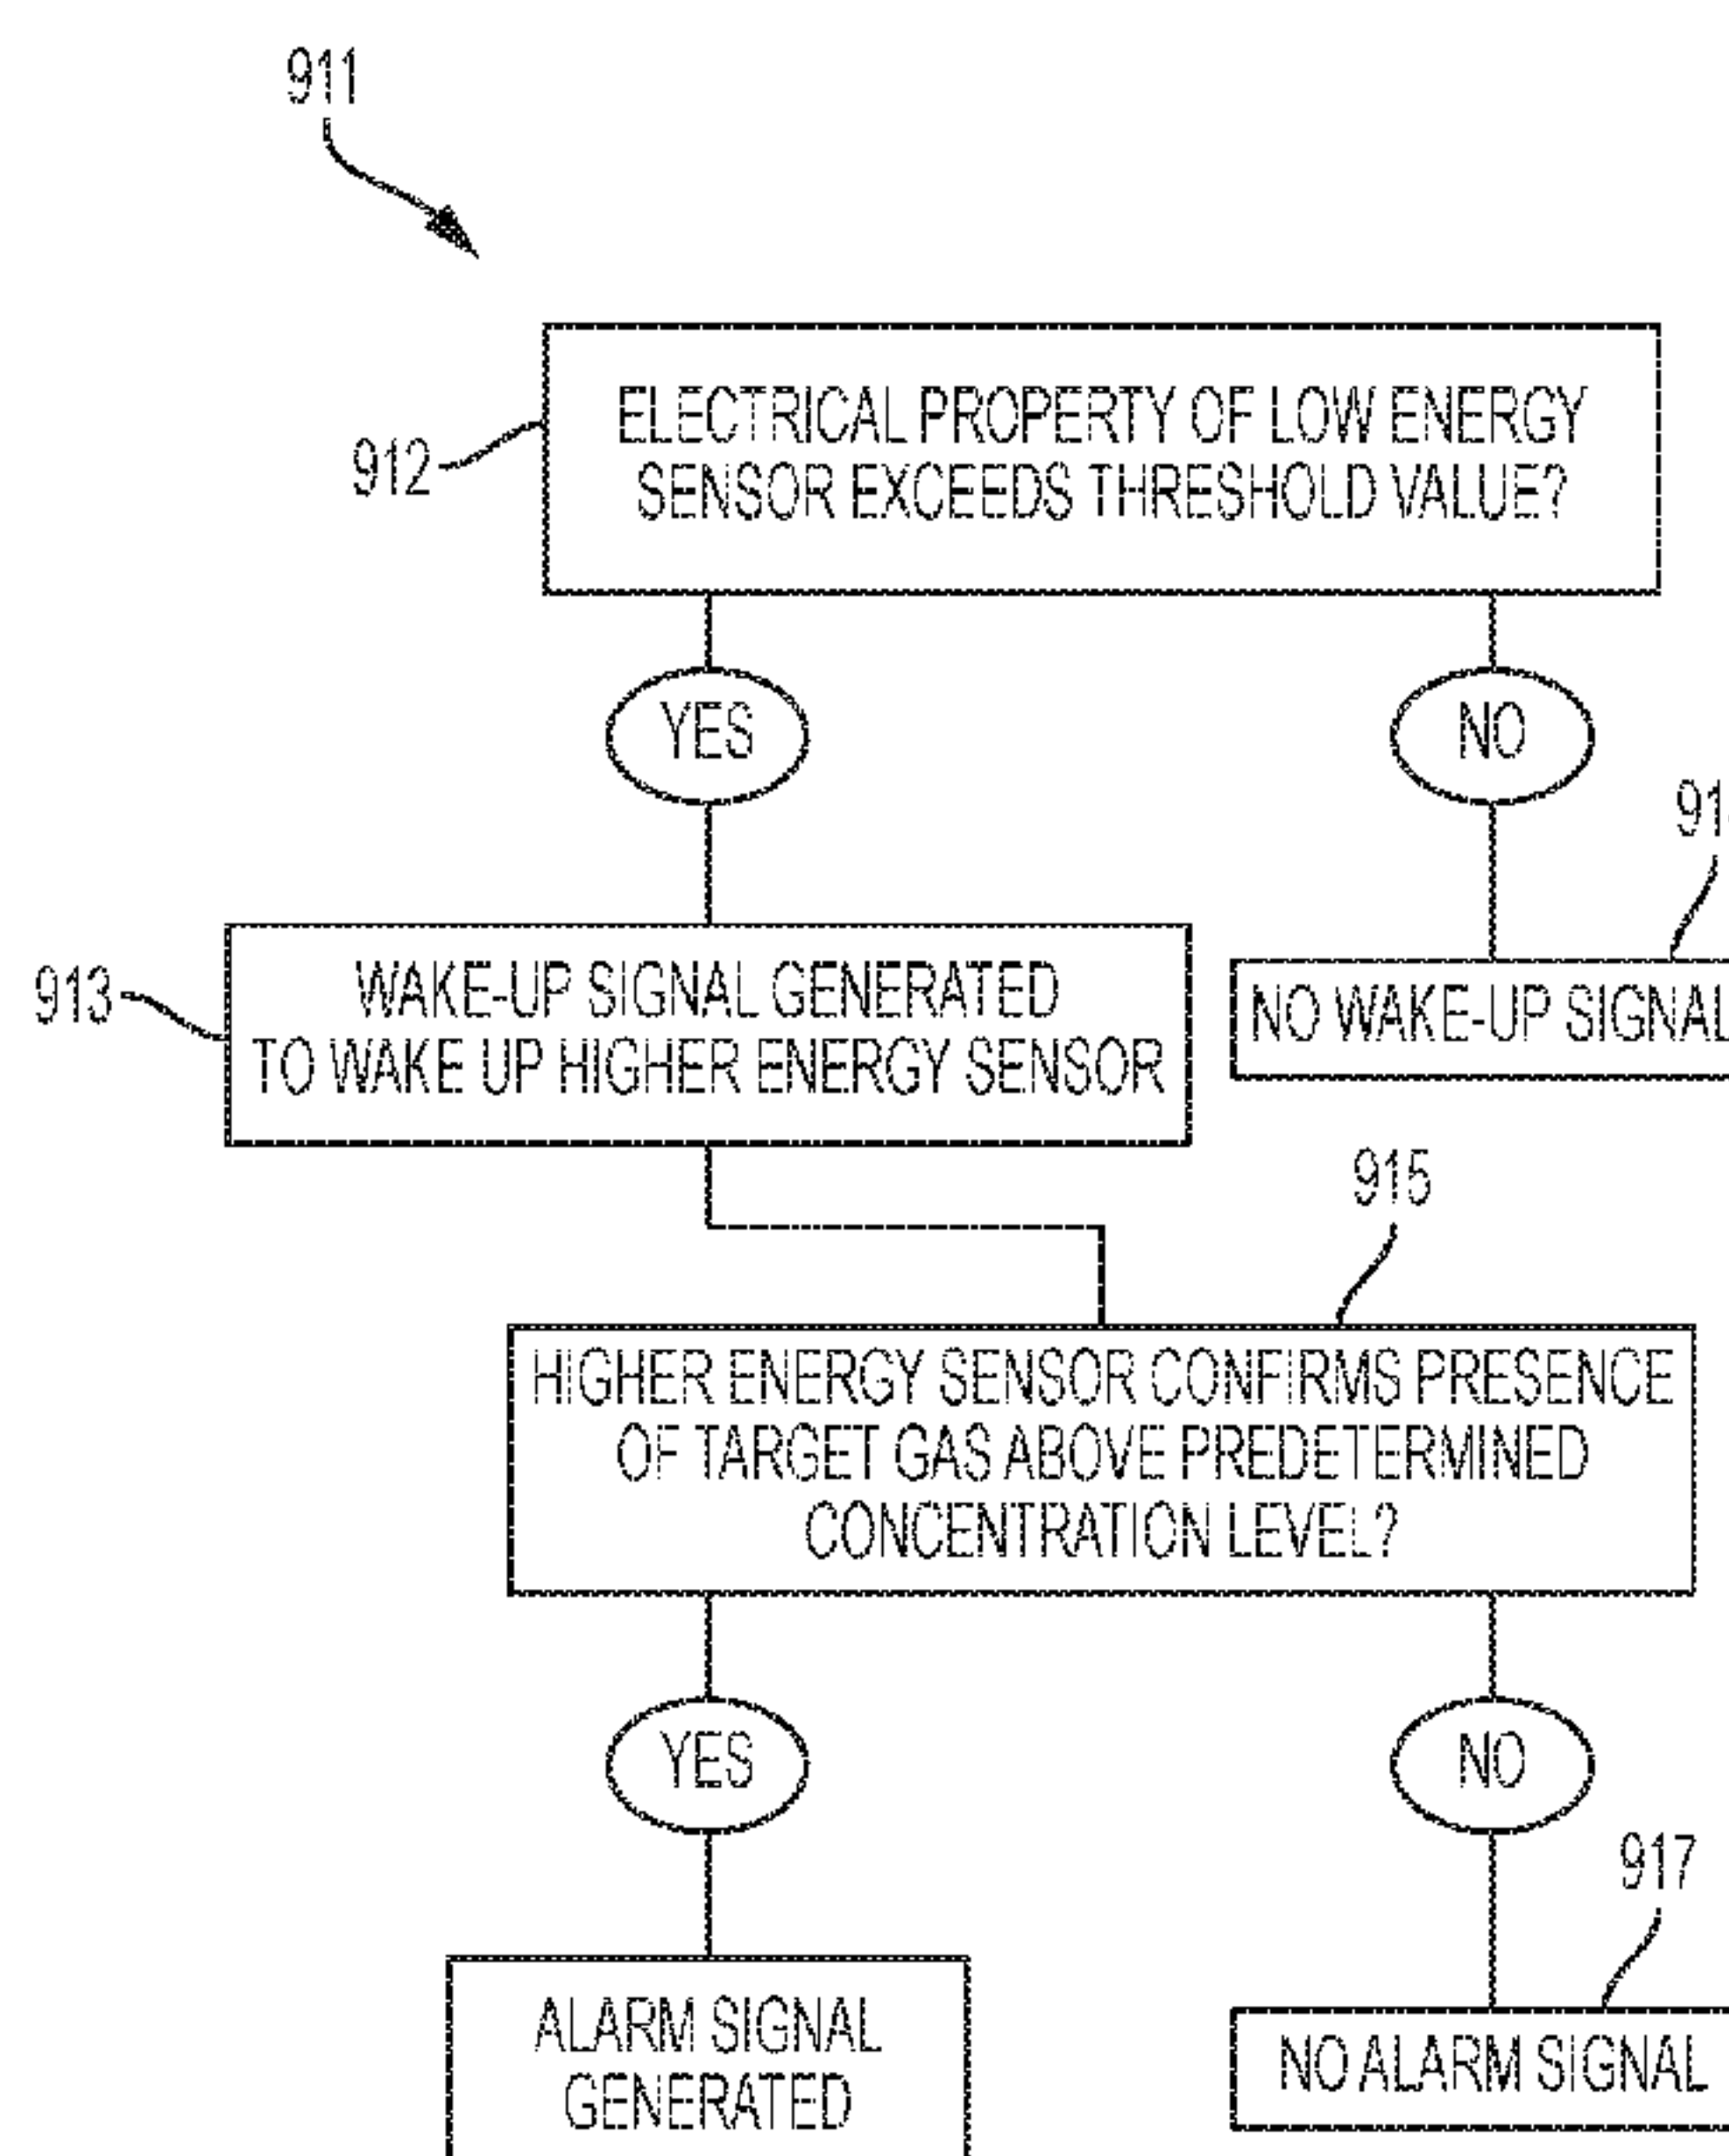 911
912
ELECTRICAL PROPERTY OF LOW ENERGY
SENSOR EXCEEDS THRESHOLD VALUE?
YES
NO
913
WAKE-UP SIGNAL GENERATED
TO WAKE UP HIGHER ENERGY SENSOR
NO WAKE-UP SIGNAL
915
HIGHER ENERGY SENSOR CONFIRMS PRESENCE
OF TARGET GAS ABOVE PREDETERMINED
CONCENTRATION LEVEL?
YES
NO
917
ALARM SIGNAL
GENERATED
NO ALARM SIGNAL